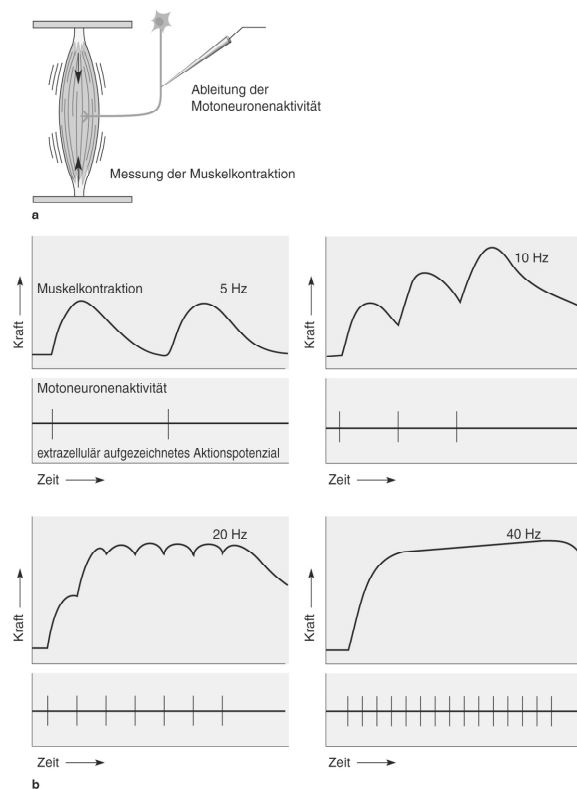 Ableitung der
Motoneuronenaktivität
Messung der Muskelkontraktion
a
Muskelkontraktion
5 Hz
Kraft
10 Hz
Kraft
Motoneuronenaktivität
extrazellulär aufgezeichnetes Aktionspotenzial
Zeit
Zeit
20 Hz
Kraft
40 Hz
Kraft
Zeit
Zeit
b